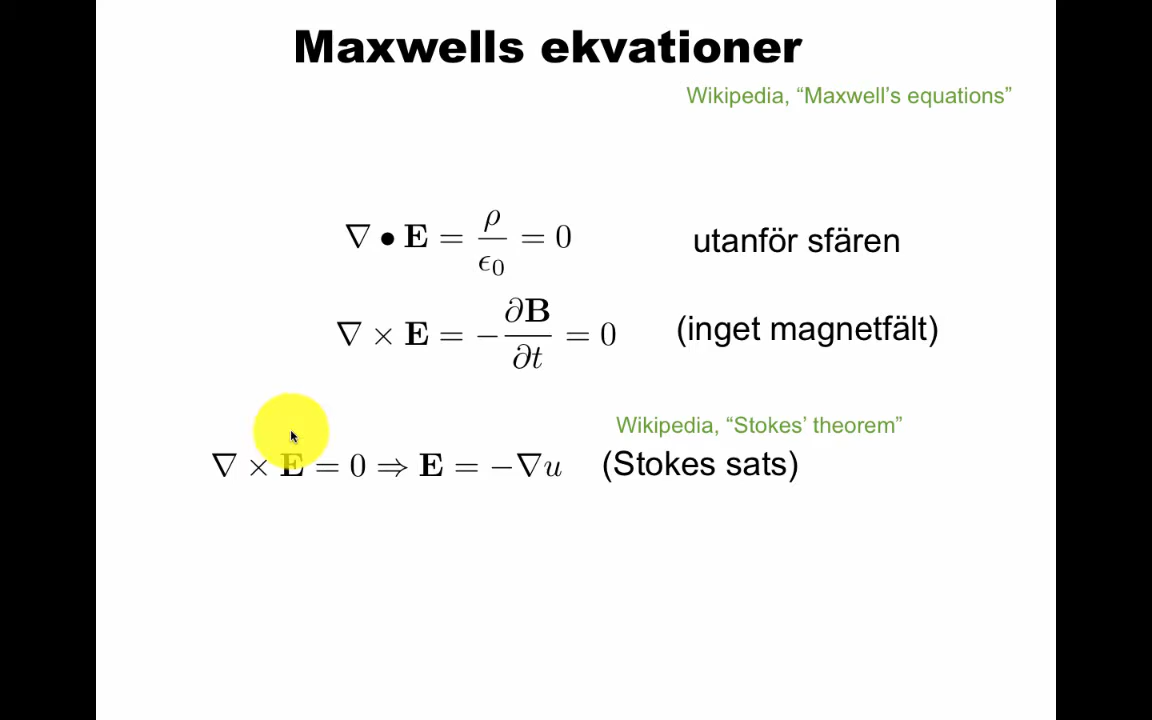 Maxwells ekvationer
Wikipedia, “Maxwell’s equations”
∇ • E = ρ/ϵ₀ = 0 utanför sfären
∇ × E = −∂B/∂t = 0 (inget magnetfält)
Wikipedia, “Stokes’ theorem”
∇ × E = 0 ⇒ E = −∇u (Stokes sats)